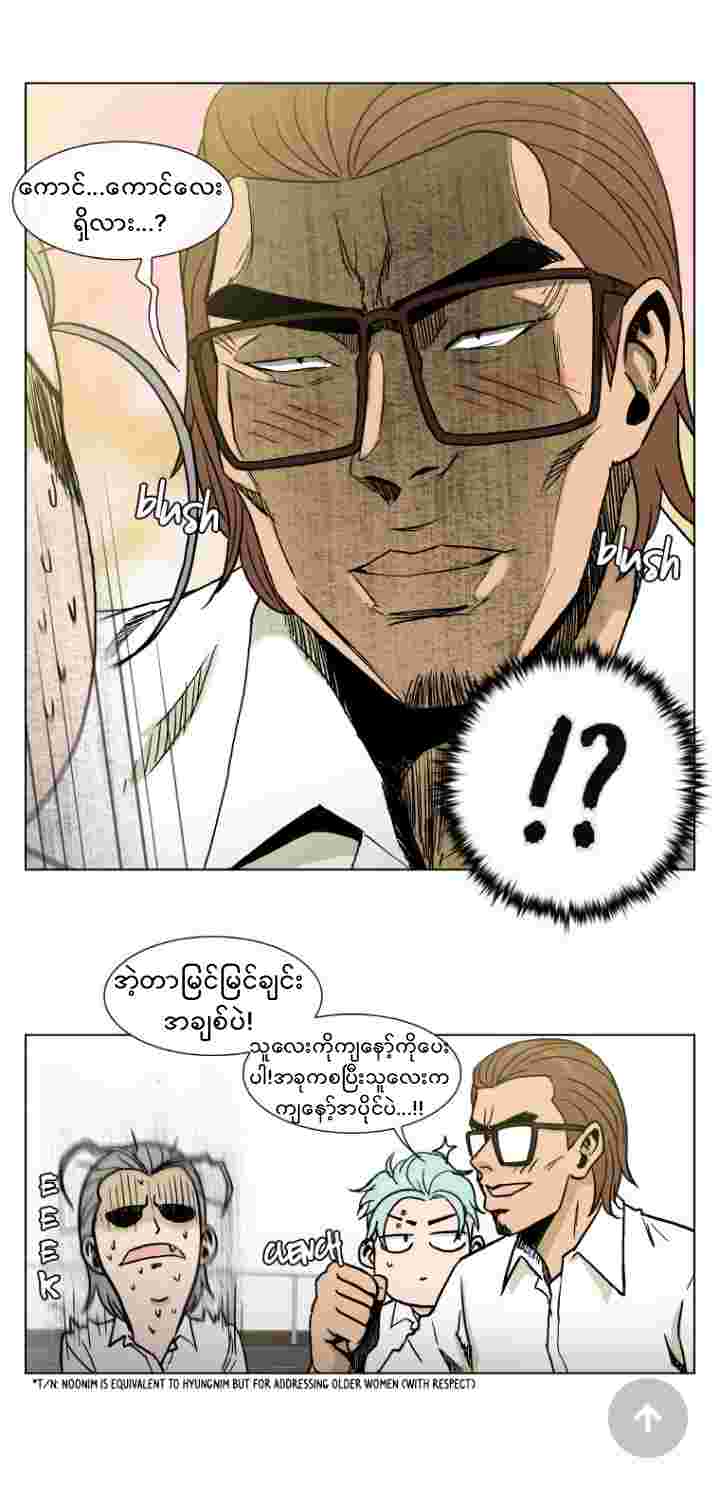 ကောင်...ကောင်လေး
ရှိလား...?
blush
blush
!?
အဲ့တာမြင်မြင်ချင်း
အချစ်ပဲ!
သူလေးကိုကျနော့်ကိုပေး
ပါ!အခုကစပြီးသူလေးက
ကျနော့်အပိုင်ပဲ...!!
EEEK
CLENCH
*T/N: NOONIM IS EQUIVALENT TO HYUNGNIM BUT FOR ADDRESSING OLDER WOMEN (WITH RESPECT)